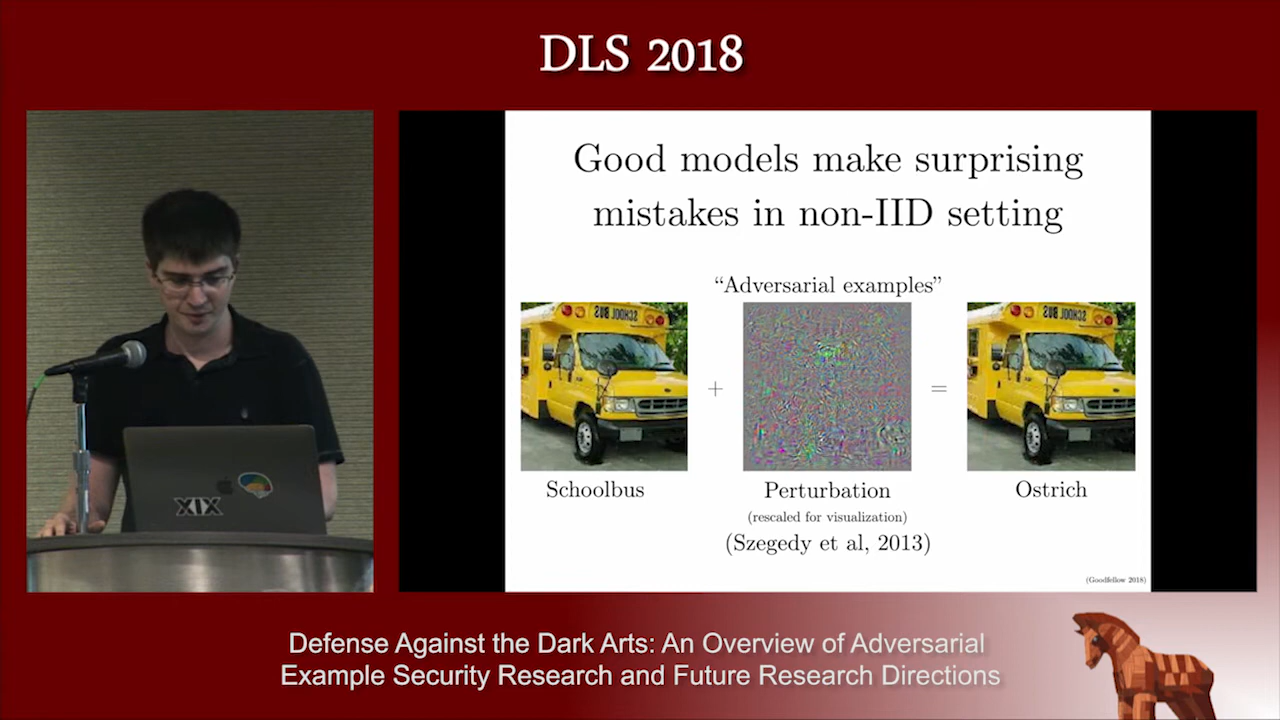 DLS 2018
Good models make surprising
mistakes in non-IID setting
“Adversarial examples”
SCHOOL BUS
SCHOOL BUS
+
=
Schoolbus
Perturbation
Ostrich
(rescaled for visualization)
(Szegedy et al, 2013)
(Goodfellow 2018)
XIX
Defense Against the Dark Arts: An Overview of Adversarial
Example Security Research and Future Research Directions